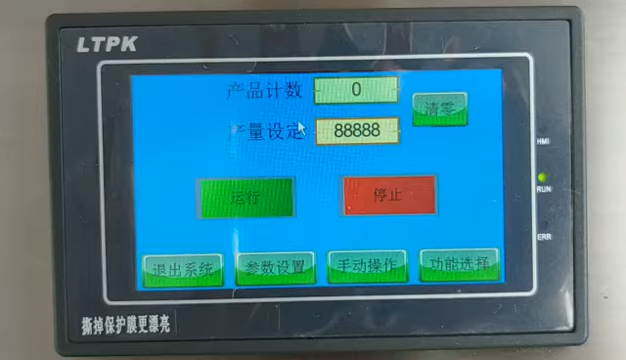 LTPK
产品计数 0
清零
产量设定 88888
运行 停止
退出系统 参数设置 手动操作 功能选择
HMI
RUN
ERR
撕掉保护膜更漂亮